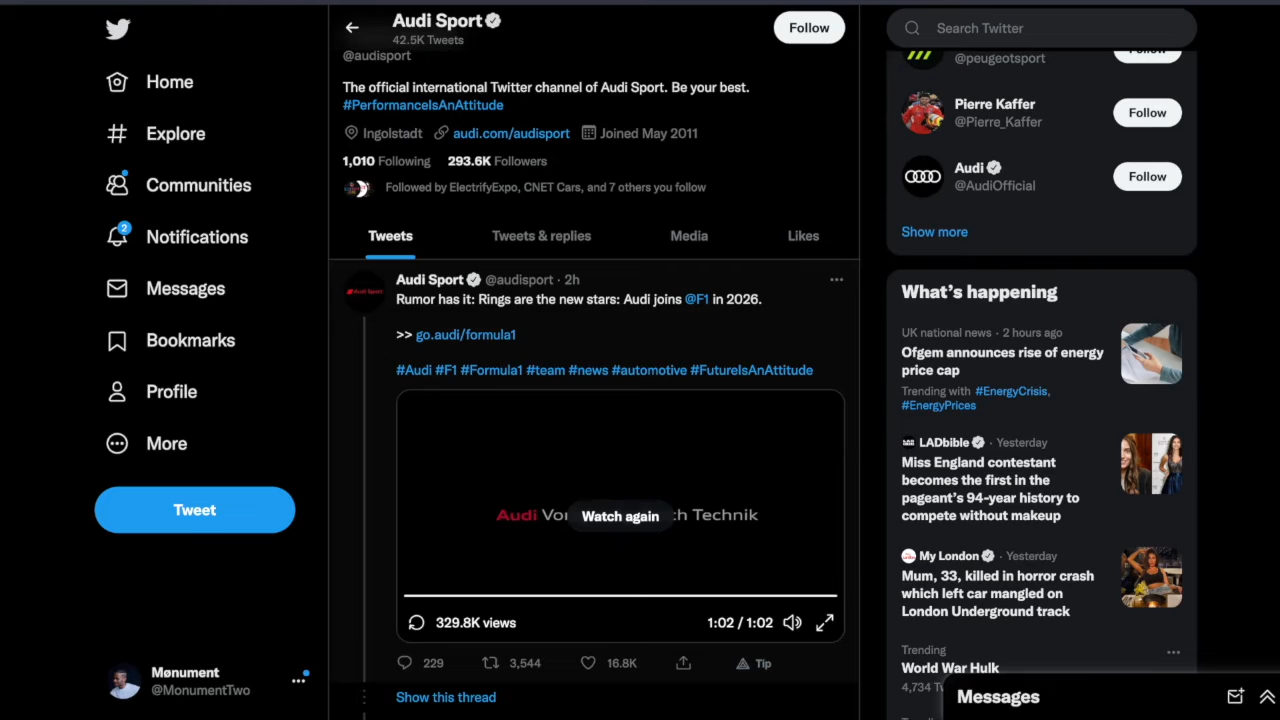 Home
Explore
Communities
2
Notifications
Messages
Bookmarks
Profile
More
Tweet
Mønument
@MonumentTwo
Audi Sport
42.5K Tweets
Follow
@audisport
The official international Twitter channel of Audi Sport. Be your best.
#PerformanceIsAnAttitude
Ingolstadt audi.com/audisport Joined May 2011
1,010 Following 293.6K Followers
Followed by ElectrifyExpo, CNET Cars, and 7 others you follow
Tweets Tweets & replies Media Likes
Audi Sport @audisport · 2h
Audi Sport
Rumor has it: Rings are the new stars: Audi joins @F1 in 2026.
>> go.audi/formula1
#Audi #F1 #Formula1 #team #news #automotive #FutureIsAnAttitude
Audi Technik
Watch again
329.8K views 1:02 / 1:02
229 3,544 16.8K Tip
Show this thread
Search Twitter
@peugeotsport
Pierre Kaffer
@Pierre_Kaffer
Follow
Audi
@AudiOfficial
Follow
Show more
What's happening
UK national news · 2 hours ago
Ofgem announces rise of energy
price cap
Trending with #EnergyCrisis,
#EnergyPrices
LADbible · Yesterday
Miss England contestant
becomes the first in the
pageant's 94-year history to
compete without makeup
My London · Yesterday
Mum, 33, killed in horror crash
which left car mangled on
London Underground track
Trending
World War Hulk
4,734
Messages